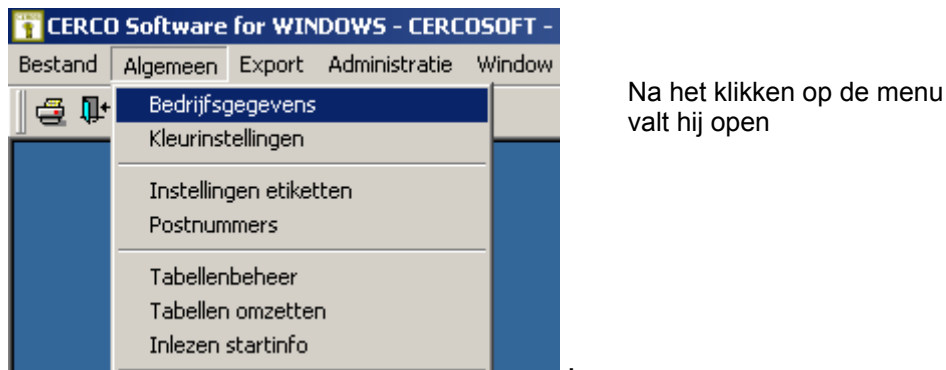 CERCO Software for WINDOWS - CERCOSOFT -
Bestand Algemeen Export Administratie Window
Bedrijfsgegevens
Kleurinstellingen
Instellingen etiketten
Postnummers
Tabellenbeheer
Tabellen omzetten
Inlezen startinfo
.
Na het klikken op de menu
valt hij open